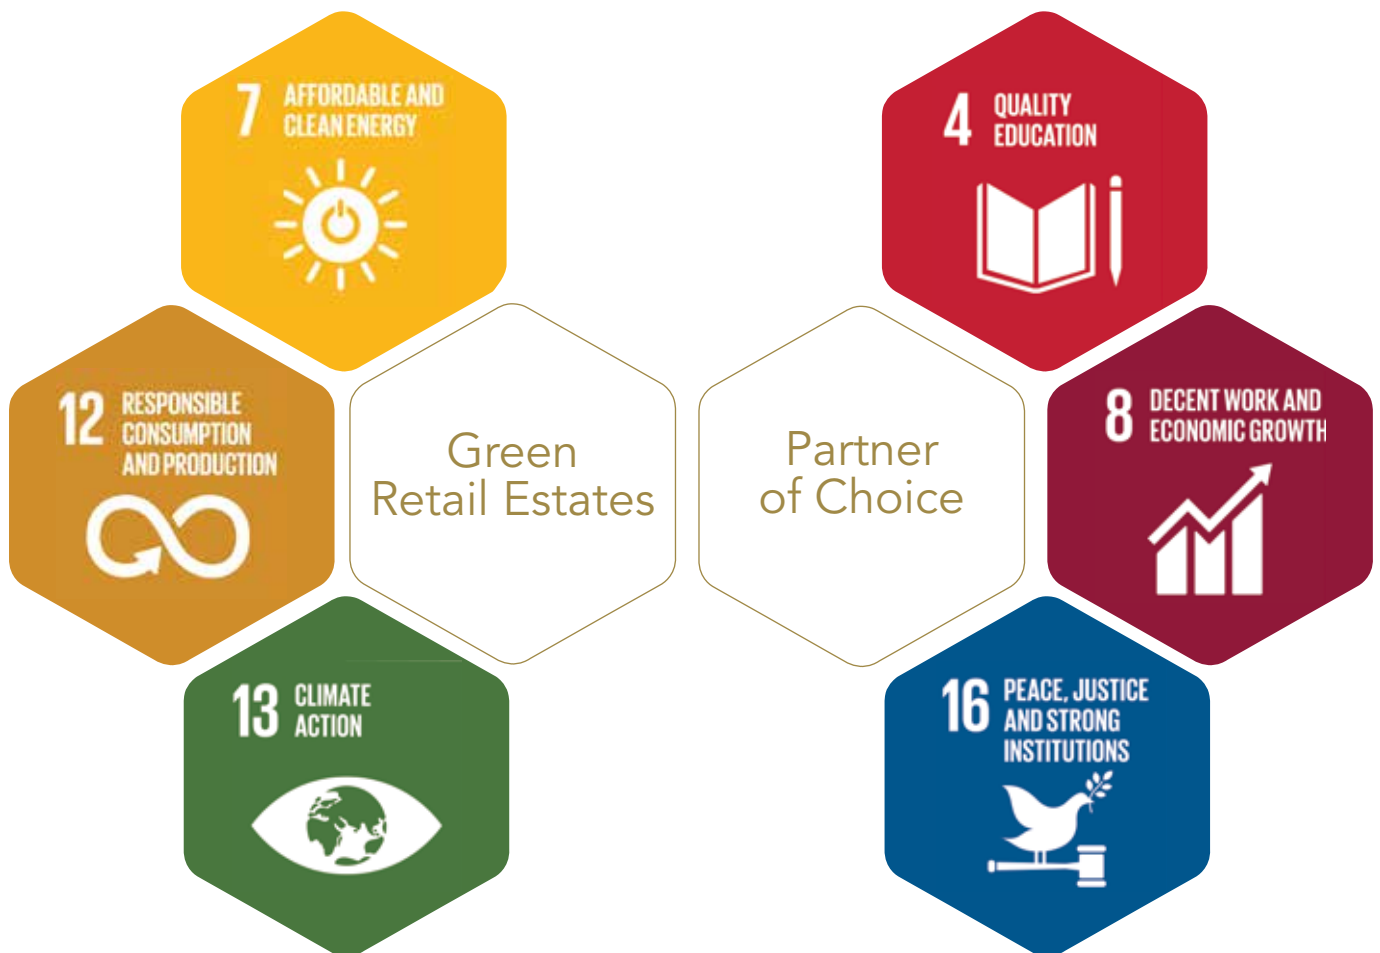 7
AFFORDABLE AND
CLEAN ENERGY
4
QUALITY
EDUCATION
12
RESPONSIBLE
CONSUMPTION
AND PRODUCTION
Green
Retail Estates
Partner
of Choice
8
DECENT WORK AND
ECONOMIC GROWTH
13
CLIMATE
ACTION
16
PEACE, JUSTICE
AND STRONG
INSTITUTIONS